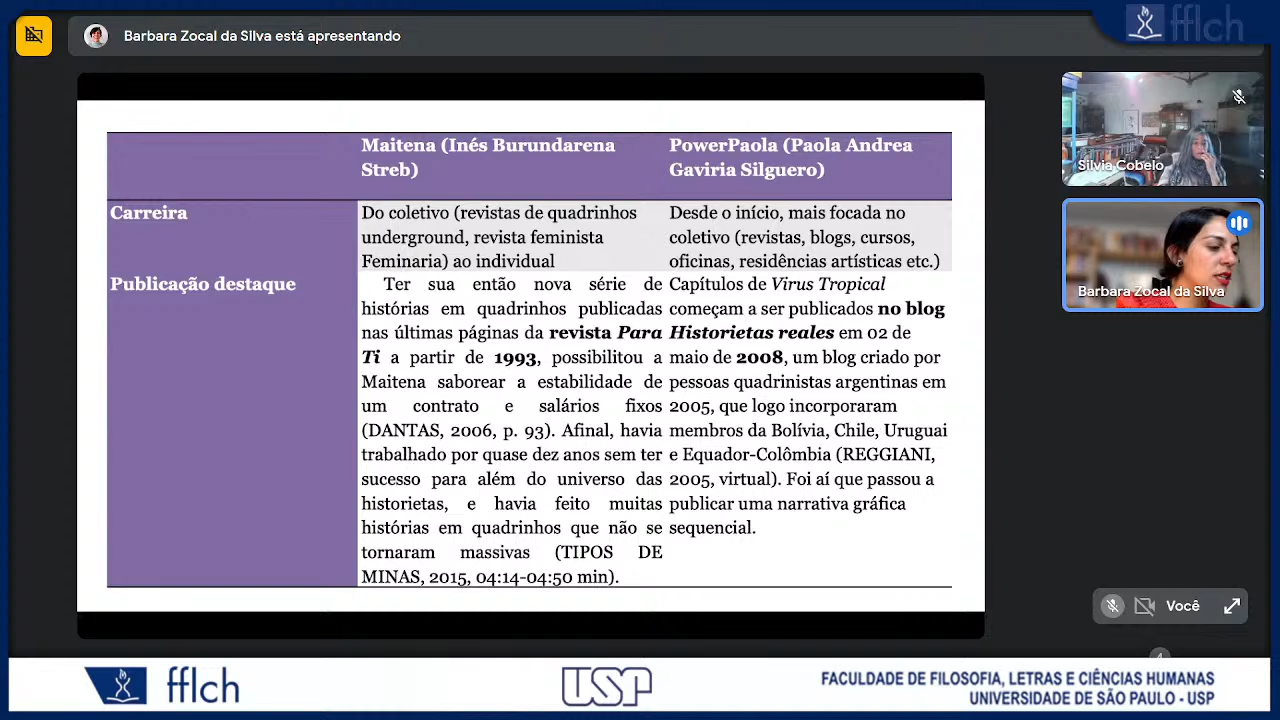 Barbara Zocal da SIlva está apresentando
fflch
Maitena (Inés Burundarena
Streb)
PowerPaola (Paola Andrea
Gaviria Silguero)
Carreira
Do coletivo (revistas de quadrinhos
underground, revista feminista
Feminaria) ao individual
Desde o início, mais focada no
coletivo (revistas, blogs, cursos,
oficinas, residências artísticas etc.)
Publicação destaque
Ter sua então nova série de
histórias em quadrinhos publicadas
nas últimas páginas da revista Para
Ti a partir de 1993, possibilitou a
Maitena saborear a estabilidade de
um contrato e salários fixos
(DANTAS, 2006, p. 93). Afinal, havia
trabalhado por quase dez anos sem ter
sucesso para além do universo das
historietas, e havia feito muitas
histórias em quadrinhos que não se
tornaram massivas (TIPOS DE
MINAS, 2015, 04:14-04:50 min).
Capítulos de Virus Tropical
começam a ser publicados no blog
Historietas reales em 02 de
maio de 2008, um blog criado por
pessoas quadrinistas argentinas em
2005, que logo incorporaram
membros da Bolívia, Chile, Uruguai
e Equador-Colômbia (REGGIANI,
2005, virtual). Foi aí que passou a
publicar uma narrativa gráfica
sequencial.
Silvia Cobelo
Barbara Zocal da SIlva
Você
fflch
USP
FACULDADE DE FILOSOFIA, LETRAS E CIÊNCIAS HUMANAS
UNIVERSIDADE DE SÃO PAULO - USP